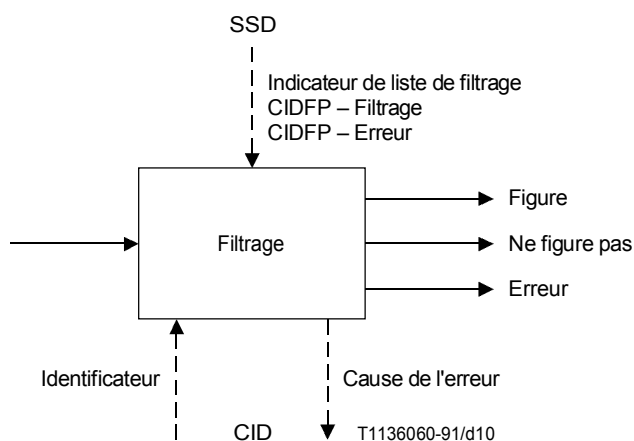 SSD
Indicateur de liste de filtrage
CIDFP – Filtrage
CIDFP – Erreur
Figure
Filtrage
Ne figure pas
Erreur
Identificateur
Cause de l'erreur
CID
T1136060-91/d10